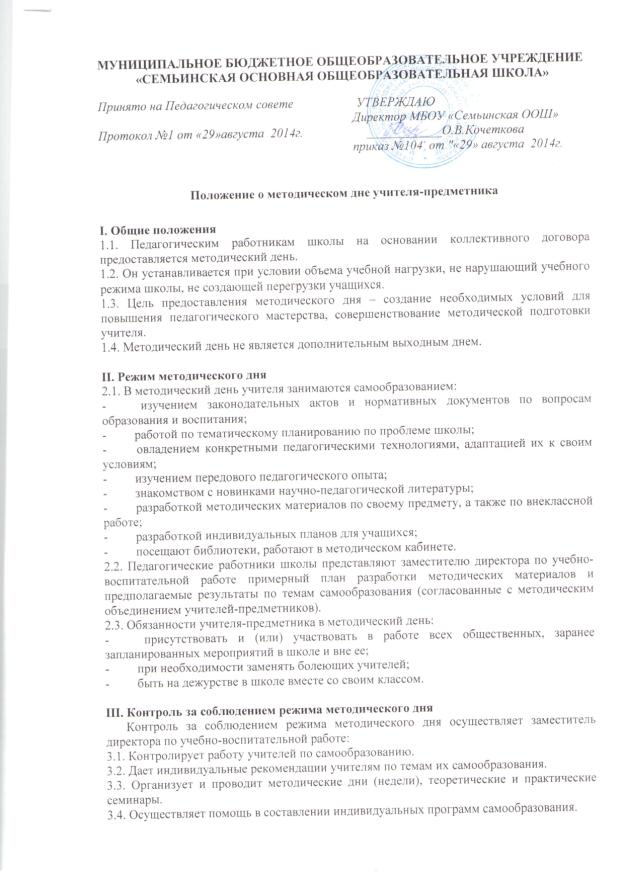 МУНИЦИПАЛЬНОЕ БЮДЖЕТНОЕ ОБЩЕОБРАЗОВАТЕЛЬНОЕ УЧРЕЖДЕНИЕ
«СЕМЬИНСКАЯ ОСНОВНАЯ ОБЩЕОБРАЗОВАТЕЛЬНАЯ ШКОЛА»
Принято на Педагогическом совете
Протокол №1 от «29»августа 2014г.
УТВЕРЖДАЮ
Директор МБОУ «Семьинская ООШ»
____________О.В.Кочеткова
приказ №104 от "«29» августа 2014г.
Положение о методическом дне учителя-предметника
I. Общие положения
1.1. Педагогическим работникам школы на основании коллективного договора
предоставляется методический день.
1.2. Он устанавливается при условии объема учебной нагрузки, не нарушающий учебного
режима школы, не создающей перегрузки учащихся.
1.3. Цель предоставления методического дня – создание необходимых условий для
повышения педагогического мастерства, совершенствование методической подготовки
учителя.
1.4. Методический день не является дополнительным выходным днем.
II. Режим методического дня
2.1. В методический день учителя занимаются самообразованием:
- изучением законодательных актов и нормативных документов по вопросам
образования и воспитания;
- работой по тематическому планированию по проблеме школы;
- овладением конкретными педагогическими технологиями, адаптацией их к своим
условиям;
- изучением передового педагогического опыта;
- знакомством с новинками научно-педагогической литературы;
- разработкой методических материалов по своему предмету, а также по внеклассной
работе;
- разработкой индивидуальных планов для учащихся;
- посещают библиотеки, работают в методическом кабинете.
2.2. Педагогические работники школы представляют заместителю директора по учебно-
воспитательной работе примерный план разработки методических материалов и
предполагаемые результаты по темам самообразования (согласованные с методическим
объединением учителей-предметников).
2.3. Обязанности учителя-предметника в методический день:
- присутствовать и (или) участвовать в работе всех общественных, заранее
запланированных мероприятий в школе и вне ее;
- при необходимости заменять болеющих учителей;
- быть на дежурстве в школе вместе со своим классом.
III. Контроль за соблюдением режима методического дня
Контроль за соблюдением режима методического дня осуществляет заместитель
директора по учебно-воспитательной работе:
3.1. Контролирует работу учителей по самообразованию.
3.2. Дает индивидуальные рекомендации учителям по темам их самообразования.
3.3. Организует и проводит методические дни (недели), теоретические и практические
семинары.
3.4. Осуществляет помощь в составлении индивидуальных программ самообразования.